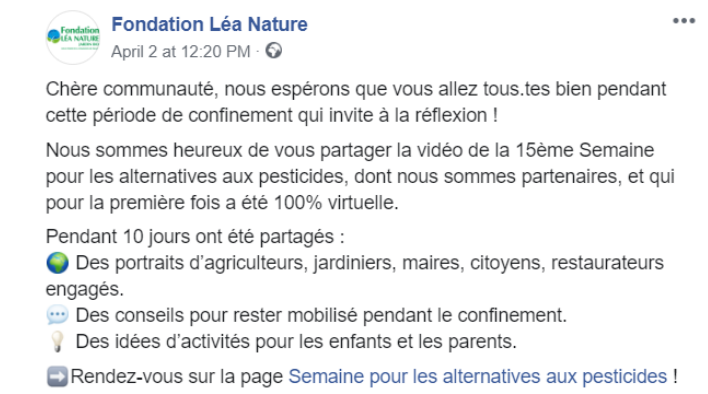 Fondation
LÉA NATURE
Fondation Léa Nature
April 2 at 12:20 PM ·
Chère communauté, nous espérons que vous allez tous.tes bien pendant
cette période de confinement qui invite à la réflexion !
Nous sommes heureux de vous partager la vidéo de la 15ème Semaine
pour les alternatives aux pesticides, dont nous sommes partenaires, et qui
pour la première fois a été 100% virtuelle.
Pendant 10 jours ont été partagés :
🌍 Des portraits d’agriculteurs, jardiniers, maires, citoyens, restaurateurs
engagés.
💬 Des conseils pour rester mobilisé pendant le confinement.
💡 Des idées d’activités pour les enfants et les parents.
➡️Rendez-vous sur la page Semaine pour les alternatives aux pesticides !